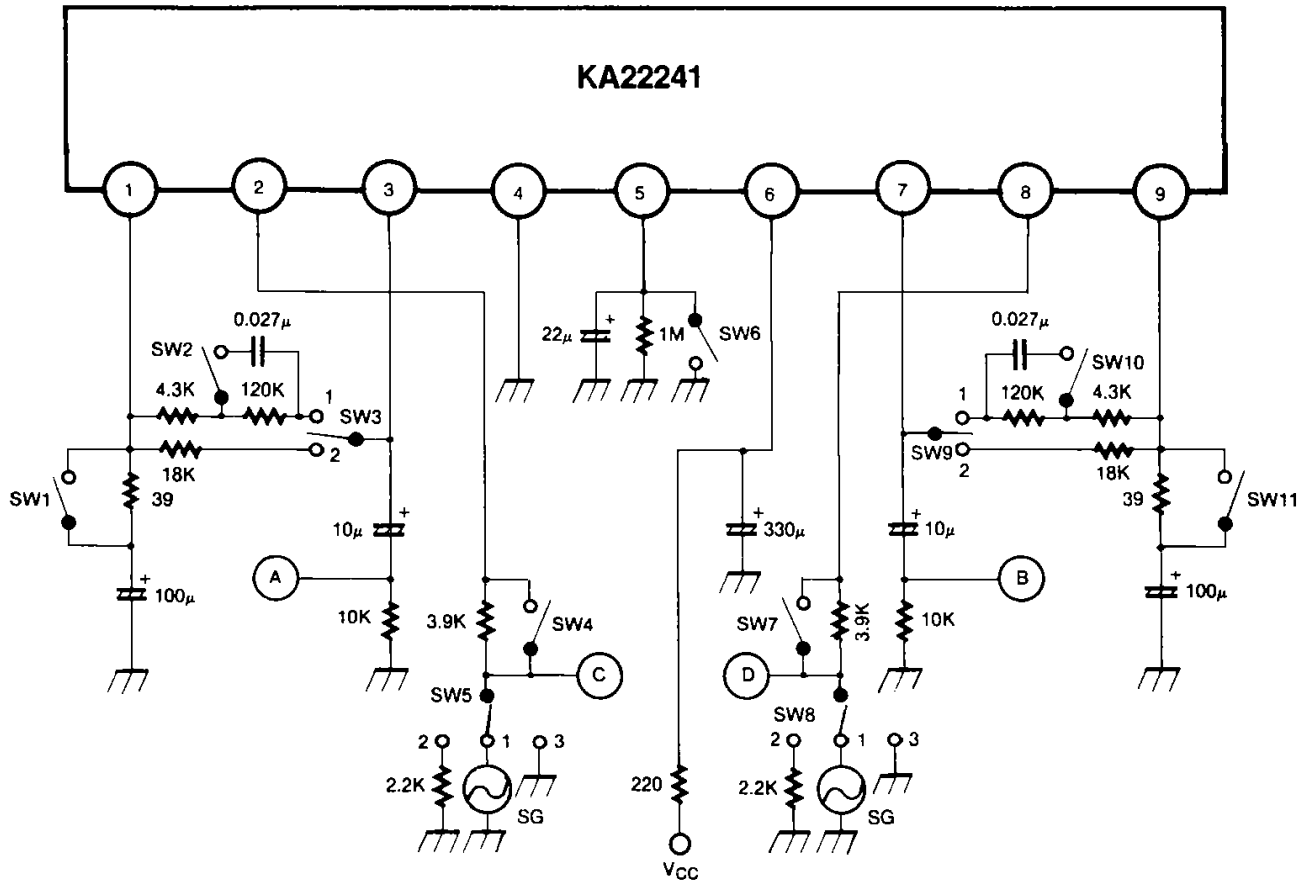 KA22241
1 2 3 4 5 6 7 8 9
0.027μ
SW2
4.3K 120K
1
SW3
2
18K
SW1
39
100μ
10μ
A
10K
22μ
+
1M
SW6
3.9K
SW4
C
SW5
2 1 3
2.2K
SG
330μ
+
220
VCC
0.027μ
SW10
120K 4.3K
1
SW9
2
18K
39
SW11
+
100μ
+
10μ
B
10K
SW7
3.9K
D
SW8
2 1 3
2.2K
SG
+
+